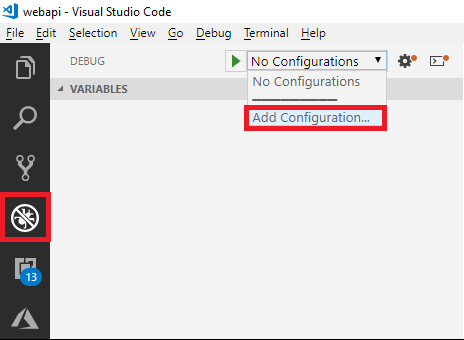 webapi - Visual Studio Code
File Edit Selection View Go Debug Terminal Help
DEBUG No Configurations
No Configurations
VARIABLES
Add Configuration...
13